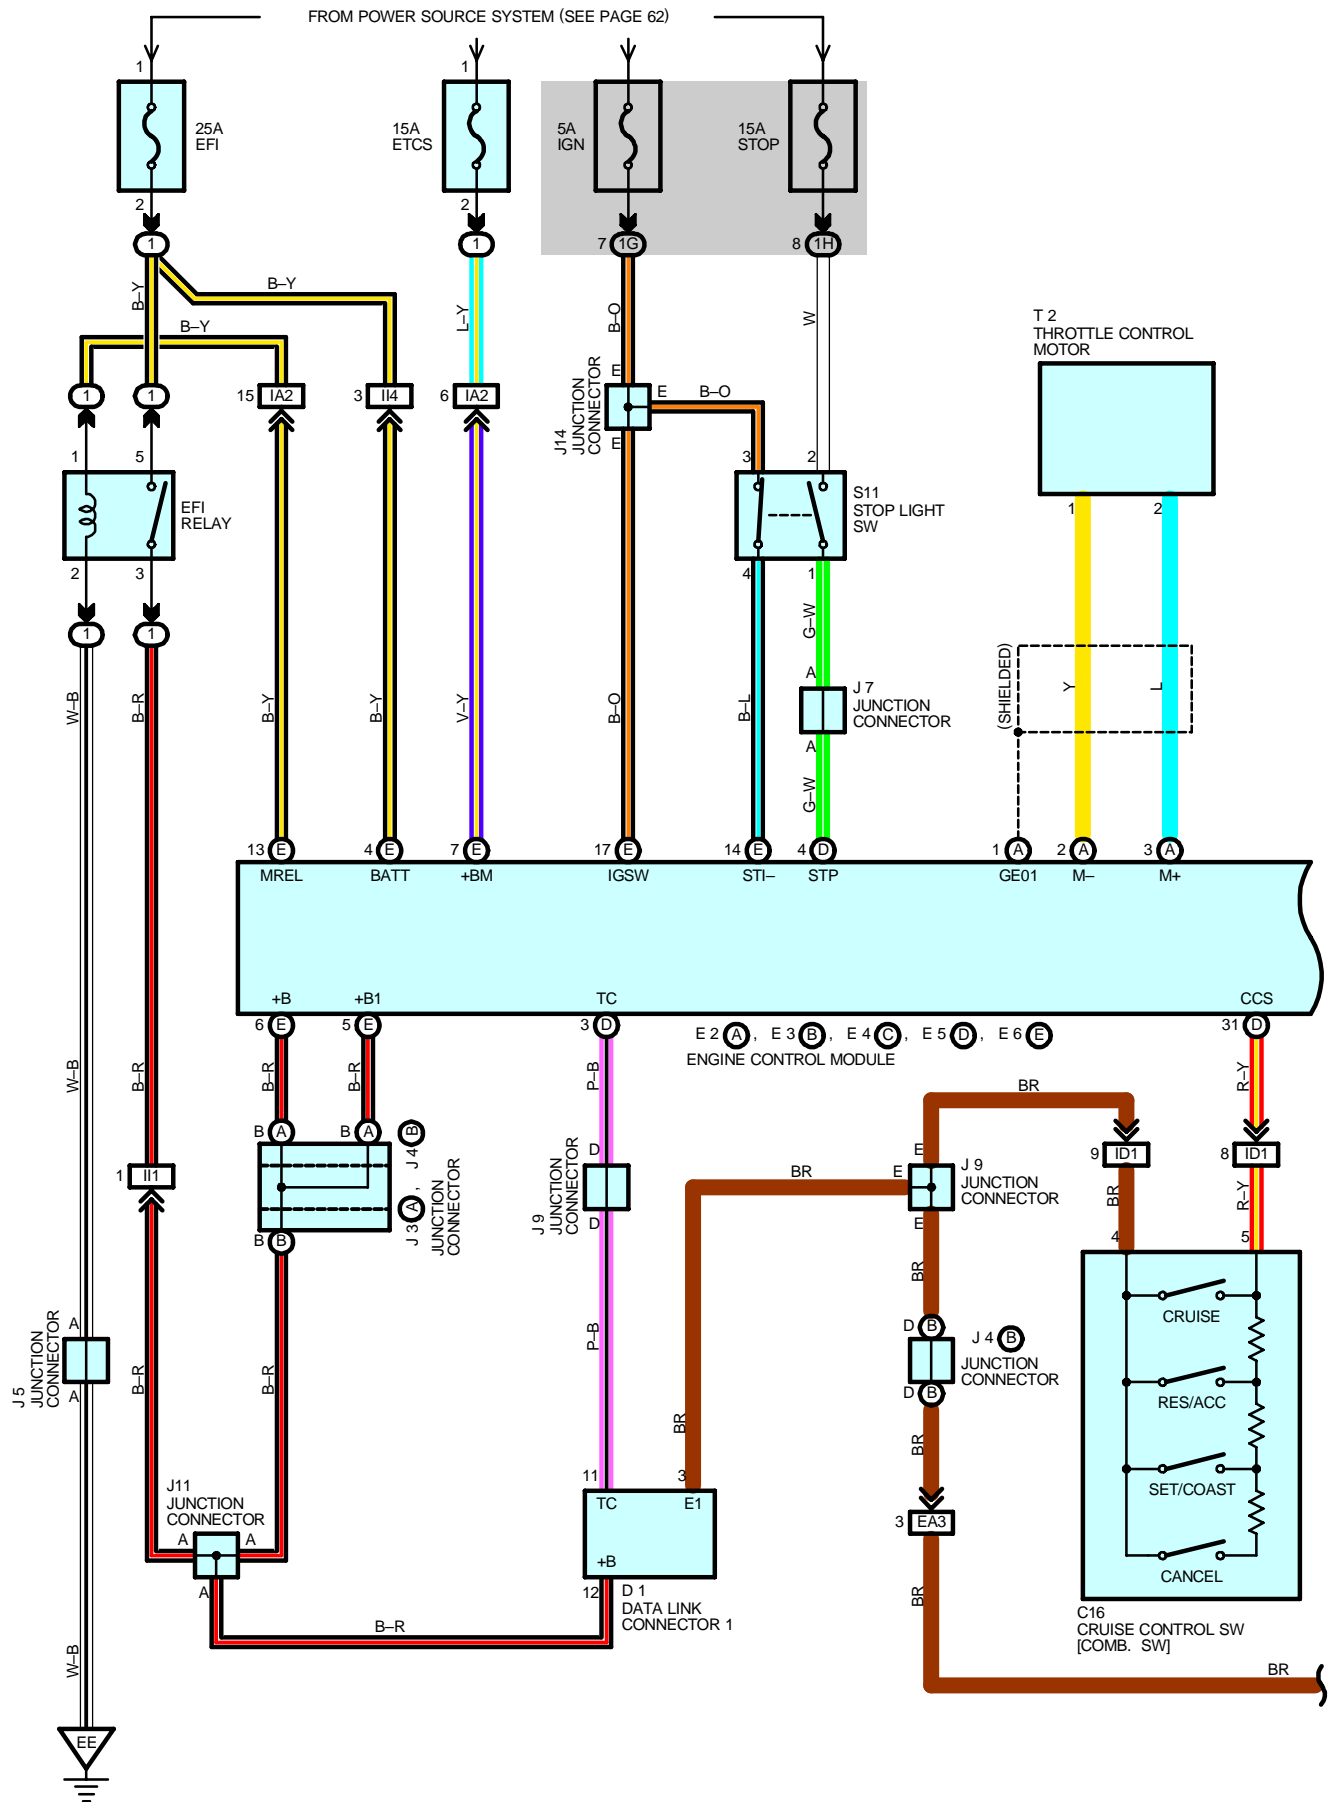 FROM POWER SOURCE SYSTEM (SEE PAGE 62)
1
1
25A
EFI
15A
ETCS
5A
IGN
15A
STOP
2
2
1
1
7 1G
8 1H
B–Y
B–Y
B–Y
L–Y
B–O
W
T 2
THROTTLE CONTROL
MOTOR
1
1
15 IA2
3 II4
6 IA2
J14
JUNCTION
CONNECTOR
E
E
E
B–O
1
5
3
2
EFI
RELAY
S11
STOP LIGHT
SW
1
2
2
3
4
1
1
1
G–W
(SHIELDED)
W–B
B–R
B–Y
B–Y
V–Y
B–O
B–L
A
J 7
JUNCTION
CONNECTOR
A
G–W
Y
L
13 E
4 E
7 E
17 E
14 E
4 D
1 A
2 A
3 A
MREL
BATT
+BM
IGSW
STI–
STP
GE01
M–
M+
+B
+B1
TC
CCS
6 E
5 E
3 D
31 D
E 2 A , E 3 B , E 4 C , E 5 D , E 6 E
ENGINE CONTROL MODULE
W–B
B–R
B–R
B–R
P–B
BR
R–Y
B A
B A
J 3 A , J 4 B
JUNCTION
CONNECTOR
D
J 9
JUNCTION
CONNECTOR
D
BR
E
E
E
J 9
JUNCTION
CONNECTOR
9 ID1
8 ID1
1 II1
BR
R–Y
B B
4
5
BR
CRUISE
A
J 5
JUNCTION
CONNECTOR
A
B–R
B–R
P–B
D B
J 4 B
JUNCTION
CONNECTOR
D B
RES/ACC
BR
BR
SET/COAST
J11
JUNCTION
CONNECTOR
A
A
A
11
3
TC
E1
+B
12
D 1
DATA LINK
CONNECTOR 1
3 EA3
CANCEL
BR
C16
CRUISE CONTROL SW
[COMB. SW]
B–R
W–B
BR
EE